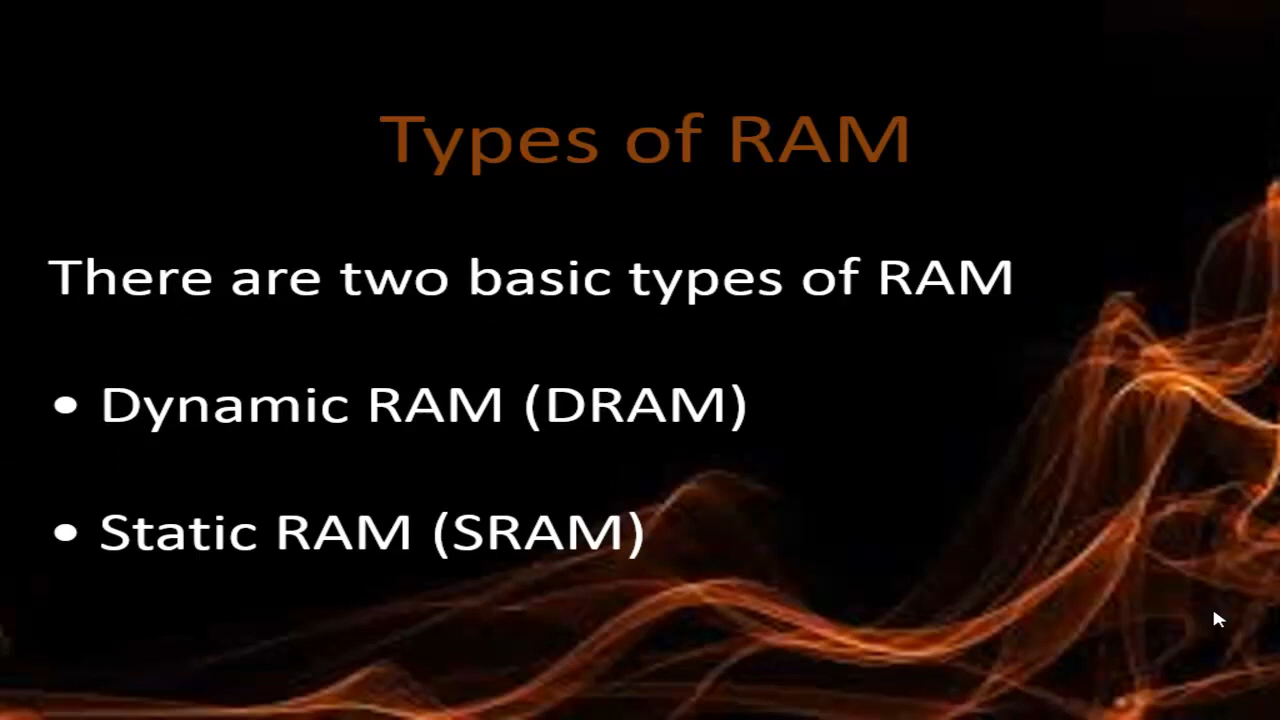 Types of RAM
There are two basic types of RAM
• Dynamic RAM (DRAM)
• Static RAM (SRAM)